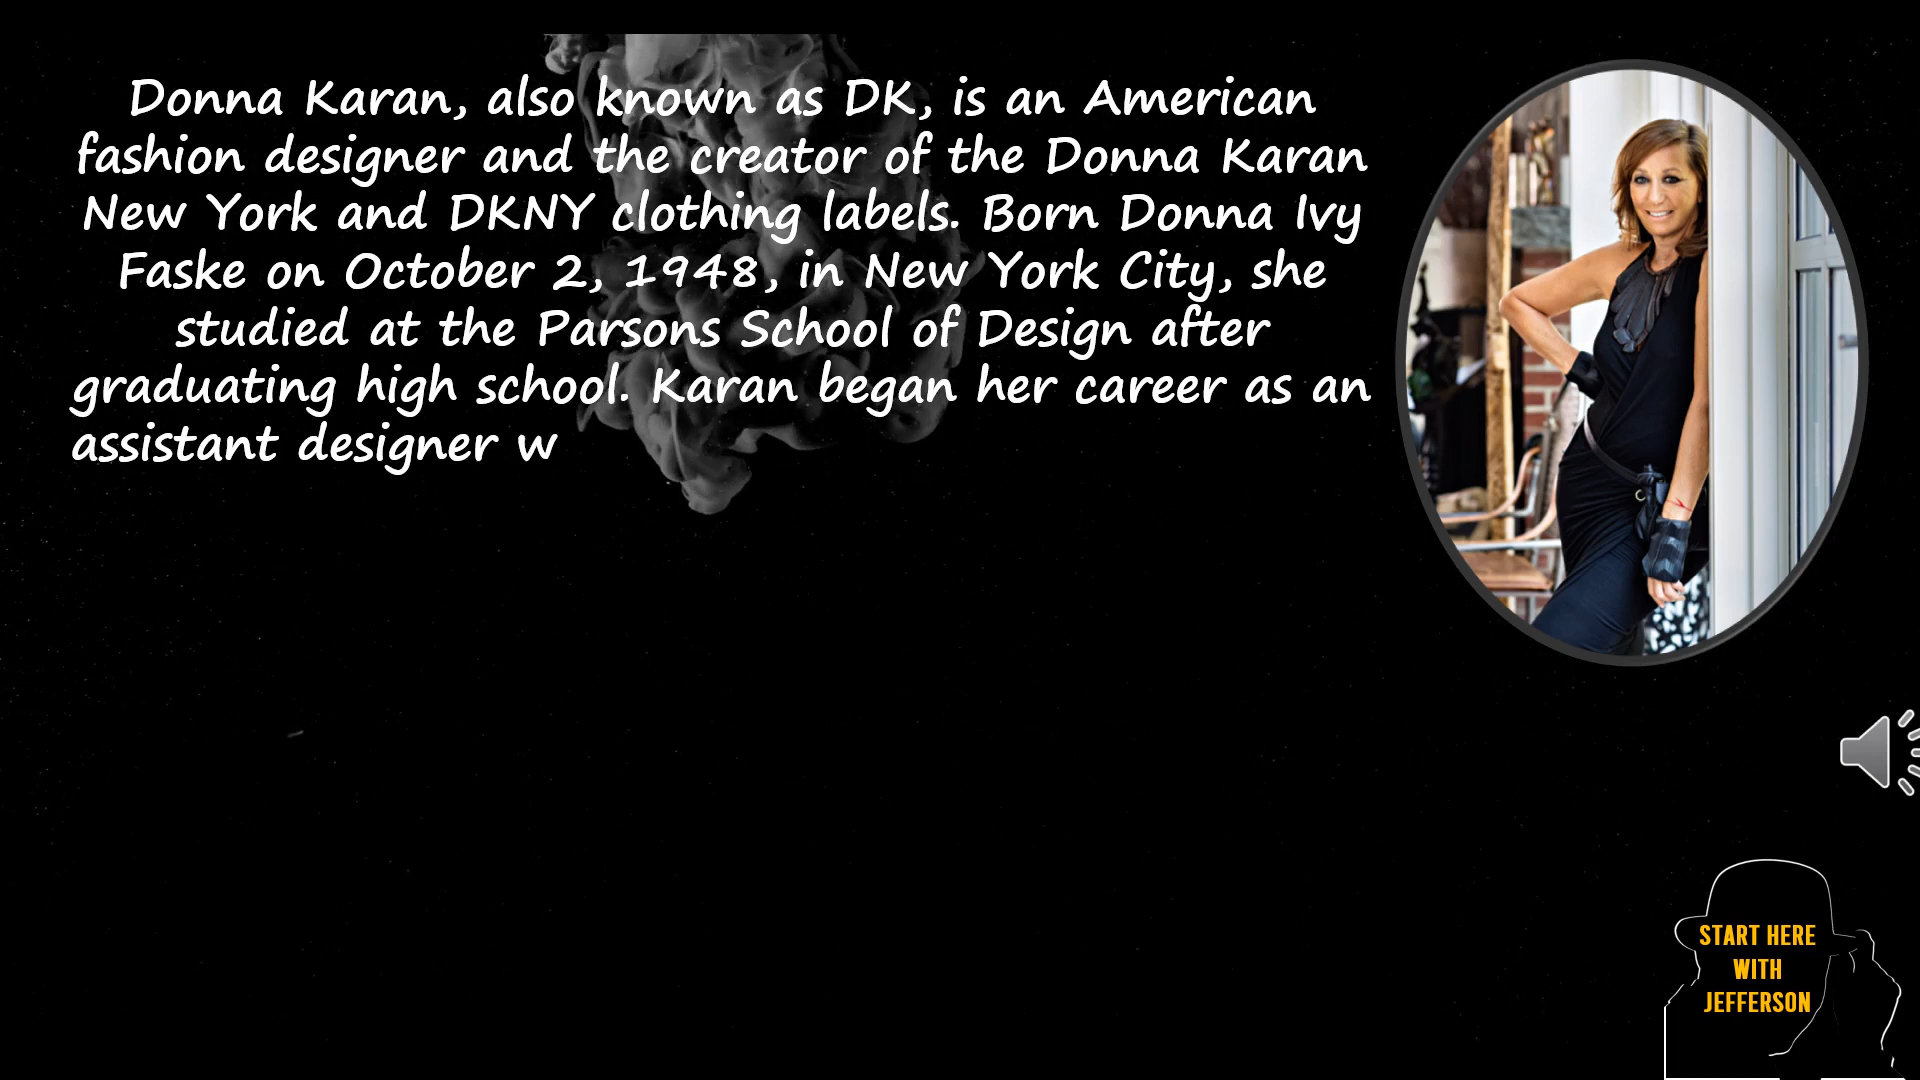 Donna Karan, also known as DK, is an American
fashion designer and the creator of the Donna Karan
New York and DKNY clothing labels. Born Donna Ivy
Faske on October 2, 1948, in New York City, she
studied at the Parsons School of Design after
graduating high school. Karan began her career as an
assistant designer w
START HERE
WITH
JEFFERSON